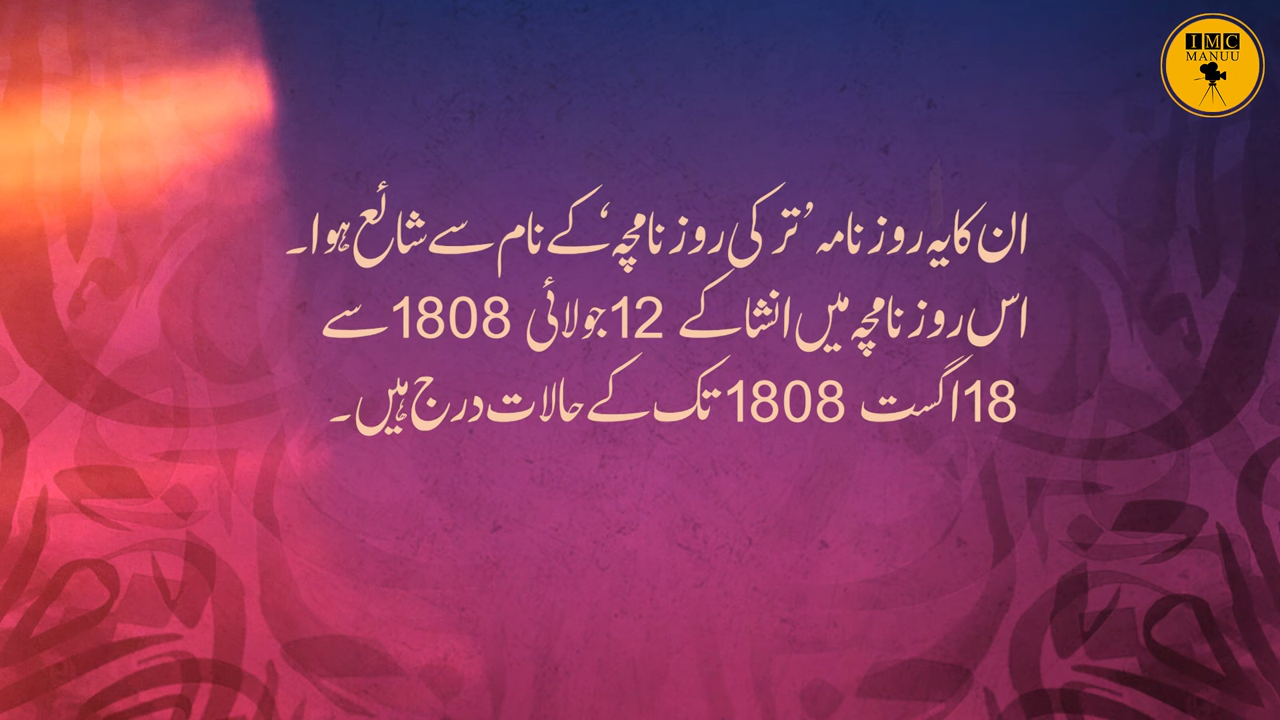 IMC
MANUU
ان کا یہ روزنامہ ’ترکی روزنامچہ‘ کے نام سے شائع ہوا۔
اس روزنامچہ میں انشا کے 12 جولائی 1808 سے
18 اگست 1808 تک کے حالات درج ہیں۔